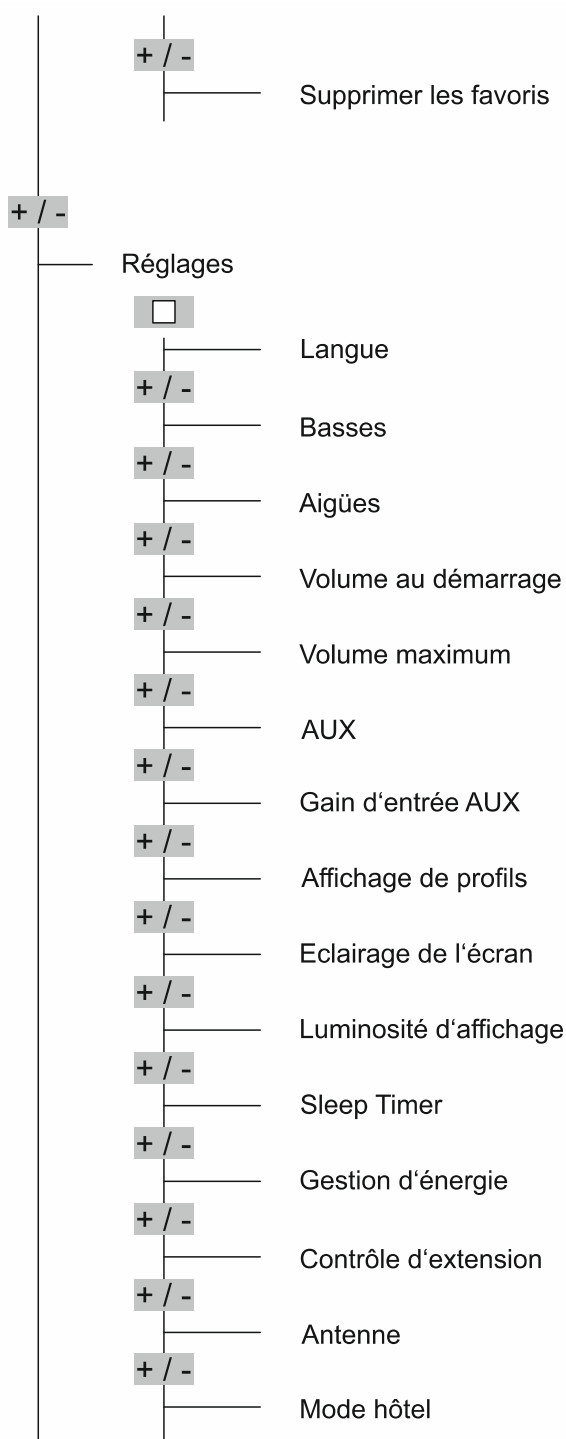 + / -
Supprimer les favoris
+ / -
Réglages
Langue
+ / -
Basses
+ / -
Aigües
+ / -
Volume au démarrage
+ / -
Volume maximum
+ / -
AUX
+ / -
Gain d‘entrée AUX
+ / -
Affichage de profils
+ / -
Eclairage de l‘écran
+ / -
Luminosité d‘affichage
+ / -
Sleep Timer
+ / -
Gestion d‘énergie
+ / -
Contrôle d‘extension
+ / -
Antenne
+ / -
Mode hôtel